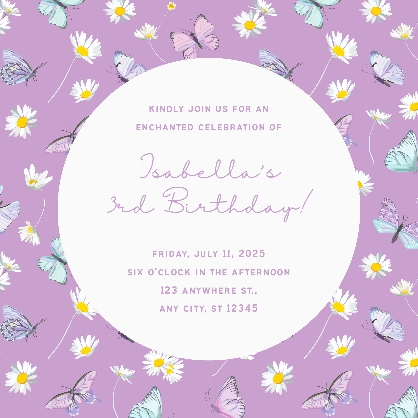 KINDLY JOIN US FOR AN
ENCHANTED CELEBRATION OF
Isabella's
3rd Birthday!
FRIDAY, JULY 11, 2025
SIX O'CLOCK IN THE AFTERNOON
123 ANYWHERE ST.,
ANY CITY, ST 12345